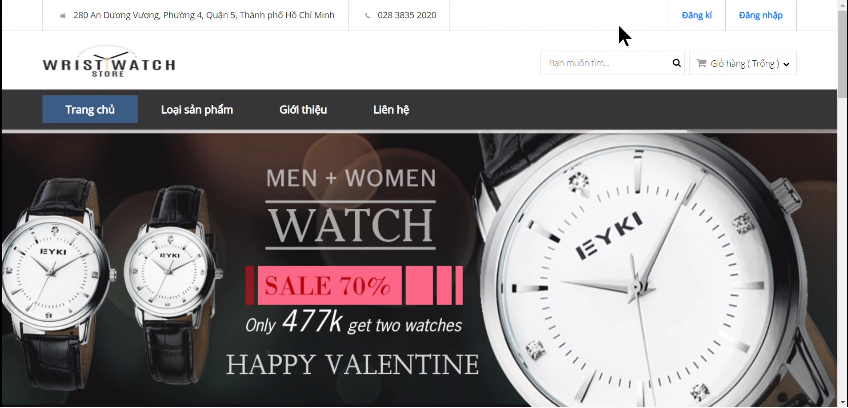 280 An Dương Vương, Phường 4, Quận 5, Thành phố Hồ Chí Minh
028 3835 2020
Đăng kí
Đăng nhập
WRISTWATCH
STORE
Bạn muốn tìm...
Giỏ hàng ( Trống )
Trang chủ
Loại sản phẩm
Giới thiệu
Liên hệ
MEN + WOMEN
WATCH
SALE 70%
Only 477k get two watches
HAPPY VALENTINE
EYKI
EYKI
EYKI